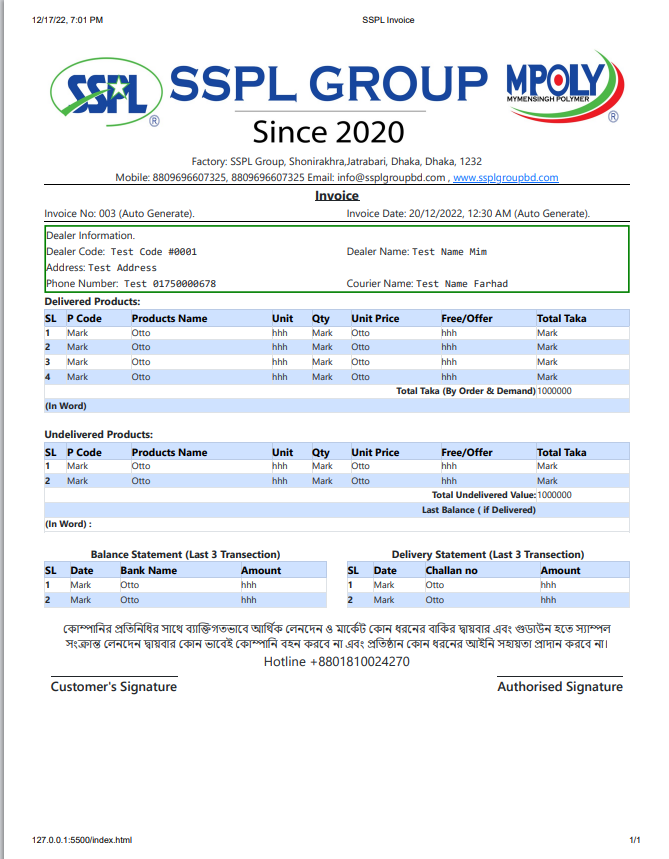 12/17/22, 7:01 PM SSPL Invoice
SSPL ® SSPL GROUP MPOLY
MYMENSINGH POLYMER ®
Since 2020
Factory: SSPL Group, Shonirakhra,Jatrabari, Dhaka, Dhaka, 1232
Mobile: 8809696607325, 8809696607325 Email: info@ssplgroupbd.com , www.ssplgroupbd.com
Invoice
Invoice No: 003 (Auto Generate). Invoice Date: 20/12/2022, 12:30 AM (Auto Generate).
Dealer Information.
Dealer Code: Test Code #0001 Dealer Name: Test Name Mim
Address: Test Address
Phone Number: Test 01750000678 Courier Name: Test Name Farhad
Delivered Products:
SL P Code Products Name Unit Qty Unit Price Free/Offer Total Taka
1 Mark Otto hhh Mark Otto hhh Mark
2 Mark Otto hhh Mark Otto hhh Mark
3 Mark Otto hhh Mark Otto hhh Mark
4 Mark Otto hhh Mark Otto hhh Mark
Total Taka (By Order & Demand) 1000000
(In Word)
Undelivered Products:
SL P Code Products Name Unit Qty Unit Price Free/Offer Total Taka
1 Mark Otto hhh Mark Otto hhh Mark
2 Mark Otto hhh Mark Otto hhh Mark
Total Undelivered Value: 1000000
Last Balance ( if Delivered)
(In Word) :
Balance Statement (Last 3 Transection) Delivery Statement (Last 3 Transection)
SL Date Bank Name Amount SL Date Challan no Amount
1 Mark Otto hhh 1 Mark Otto hhh
2 Mark Otto hhh 2 Mark Otto hhh
কোম্পানির প্রতিনিধির সাথে ব্যাক্তিগতভাবে আর্থিক লেনদেন ও মার্কেট কোন ধরনের বাকির দ্বায়বার এবং গুডাউন হতে স্যাম্পল
সংক্রান্ত লেনদেন দ্বায়বার কোন ভাবেই কোম্পানি বহন করবে না এবং প্রতিষ্ঠান কোন ধরনের আইনি সহায়তা প্রাদান করবে না।
Hotline +8801810024270
Customer's Signature Authorised Signature
127.0.0.1:5500/index.html 1/1